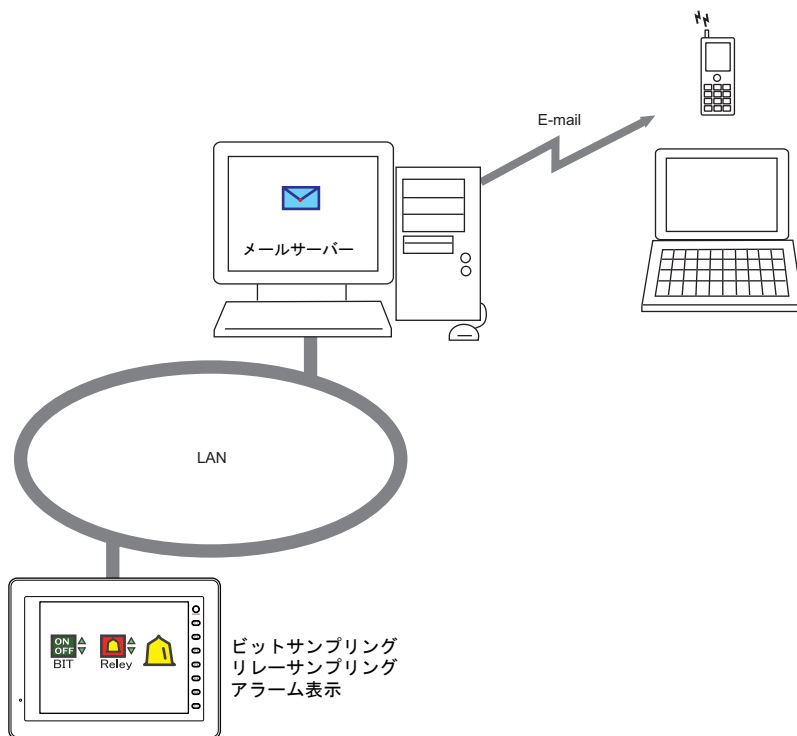 E-mail
メールサーバー
LAN
ON
OFF
BIT
Reley
ビットサンプリング
リレーサンプリング
アラーム表示